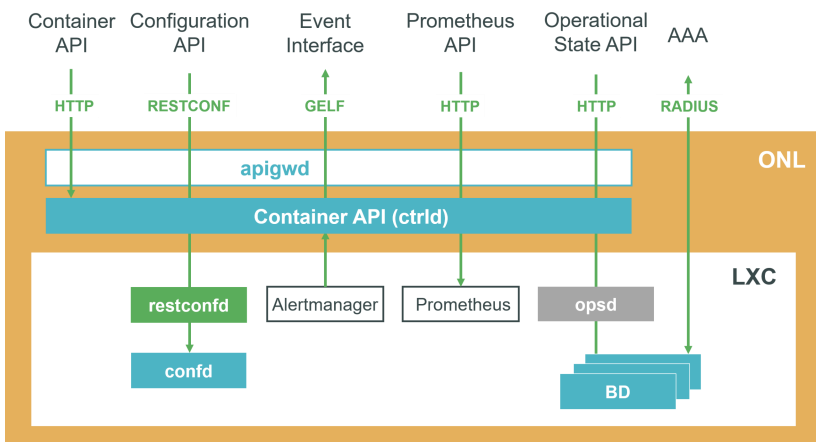 Container
API
Configuration
API
Event
Interface
Prometheus
API
Operational
State API
AAA
HTTP
RESTCONF
GELF
HTTP
HTTP
RADIUS
ONL
apigwd
Container API (ctrld)
LXC
restconfd
Alertmanager
Prometheus
opsd
confd
BD